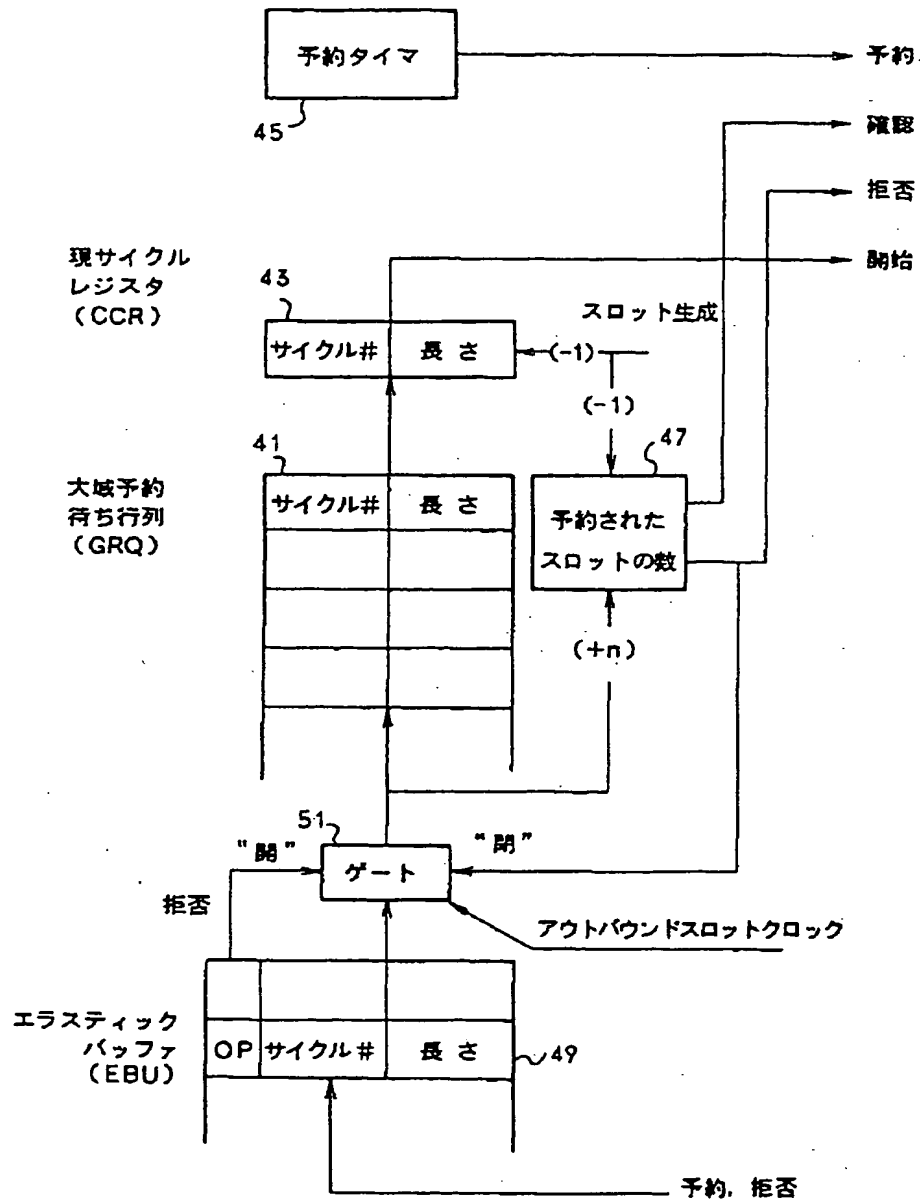 予約タイマ
予約.
45
確認
拒否
開始
現サイクル
レジスタ
(CCR)
43
スロット生成
サイクル# 長さ
(-1)
(-1)
47
41
大域予約
待ち行列
(GRQ)
サイクル# 長さ
予約された
スロットの数
(+n)
51
"開"
"閉"
ゲート
拒否
アウトバウンドスロットクロック
エラスティック
バッファ
(EBU)
OP サイクル# 長さ
49
予約,拒否